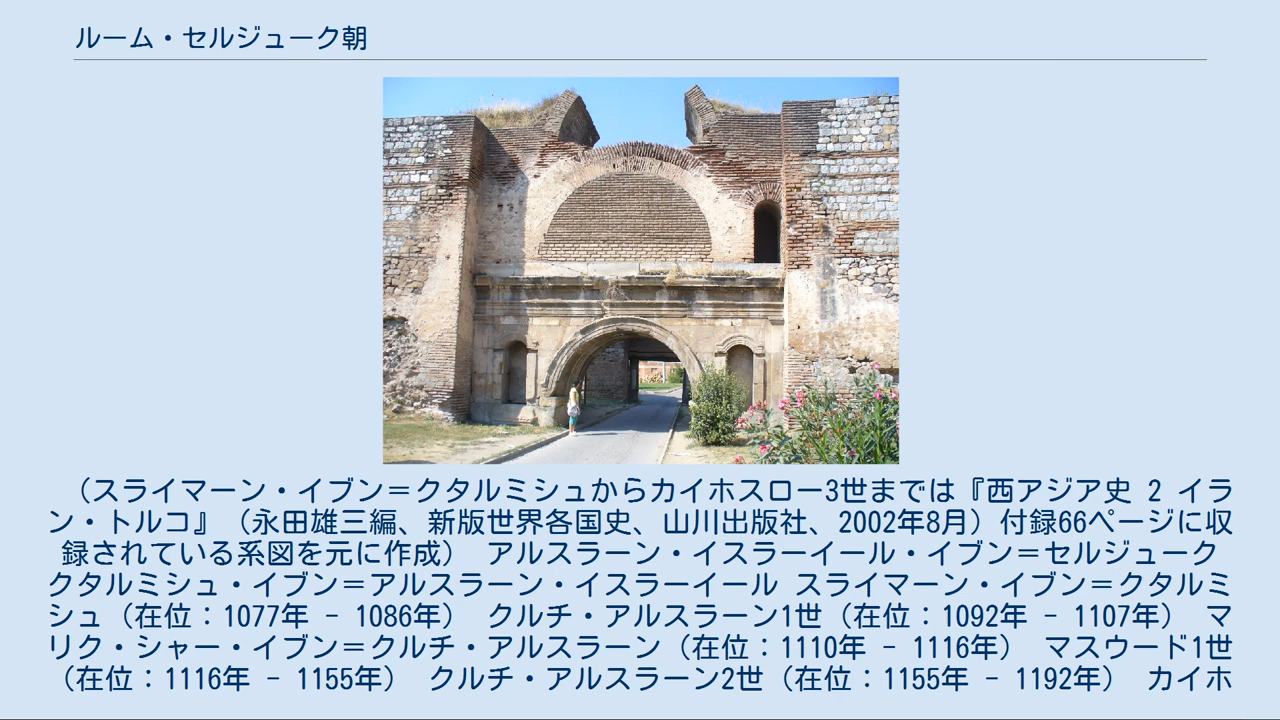 ルーム・セルジューク朝
（スライマーン・イブン＝クタルミシュからカイホスロー3世までは『西アジア史 2 イラ
ン・トルコ』（永田雄三編、新版世界各国史、山川出版社、2002年8月）付録66ページに収
録されている系図を元に作成） アルスラーン・イスラーイール・イブン＝セルジューク
クタルミシュ・イブン＝アルスラーン・イスラーイール スライマーン・イブン＝クタルミ
シュ（在位：1077年 - 1086年） クルチ・アルスラーン1世（在位：1092年 - 1107年） マ
リク・シャー・イブン＝クルチ・アルスラーン（在位：1110年 - 1116年） マスウード1世
（在位：1116年 - 1155年） クルチ・アルスラーン2世（在位：1155年 - 1192年） カイホ